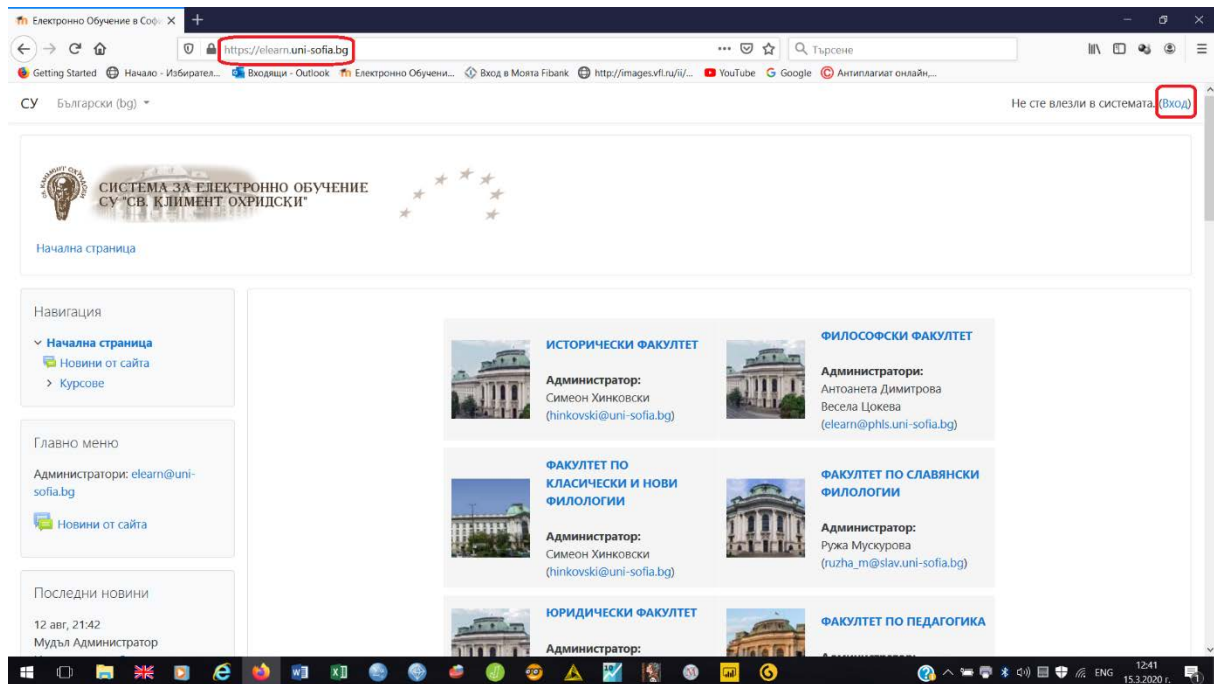 Електронно Обучение в Соф
https://elearn.uni-sofia.bg
Търсене
Getting Started
Начало - Избирател...
Входящи - Outlook
Електронно Обучени...
Вход в Моята Fibank
http://images.vfl.ru/ii/...
YouTube
Google
Антиплагиат онлайн,...
СУ Български (bg)
Не сте влезли в системата. (Вход)
СИСТЕМА ЗА ЕЛЕКТРОННО ОБУЧЕНИЕ
СУ "СВ. КЛИМЕНТ ОХРИДСКИ"
Начална страница
Навигация
Начална страница
Новини от сайта
Курсове
Главно меню
Администратори: elearn@uni-
sofia.bg
Новини от сайта
Последни новини
12 авг, 21:42
Мудъл Администратор
ИСТОРИЧЕСКИ ФАКУЛТЕТ
Администратор:
Симеон Хинковски
(hinkovski@uni-sofia.bg)
ФИЛОСОФСКИ ФАКУЛТЕТ
Администратори:
Антоанета Димитрова
Весела Цокева
(elearn@phls.uni-sofia.bg)
ФАКУЛТЕТ ПО
КЛАСИЧЕСКИ И НОВИ
ФИЛОЛОГИИ
Администратор:
Симеон Хинковски
(hinkovski@uni-sofia.bg)
ФАКУЛТЕТ ПО СЛАВЯНСКИ
ФИЛОЛОГИИ
Администратор:
Ружа Мускурова
(ruzha_m@slav.uni-sofia.bg)
ЮРИДИЧЕСКИ ФАКУЛТЕТ
Администратор:
ФАКУЛТЕТ ПО ПЕДАГОГИКА
ENG
12:41
15.3.2020 г.